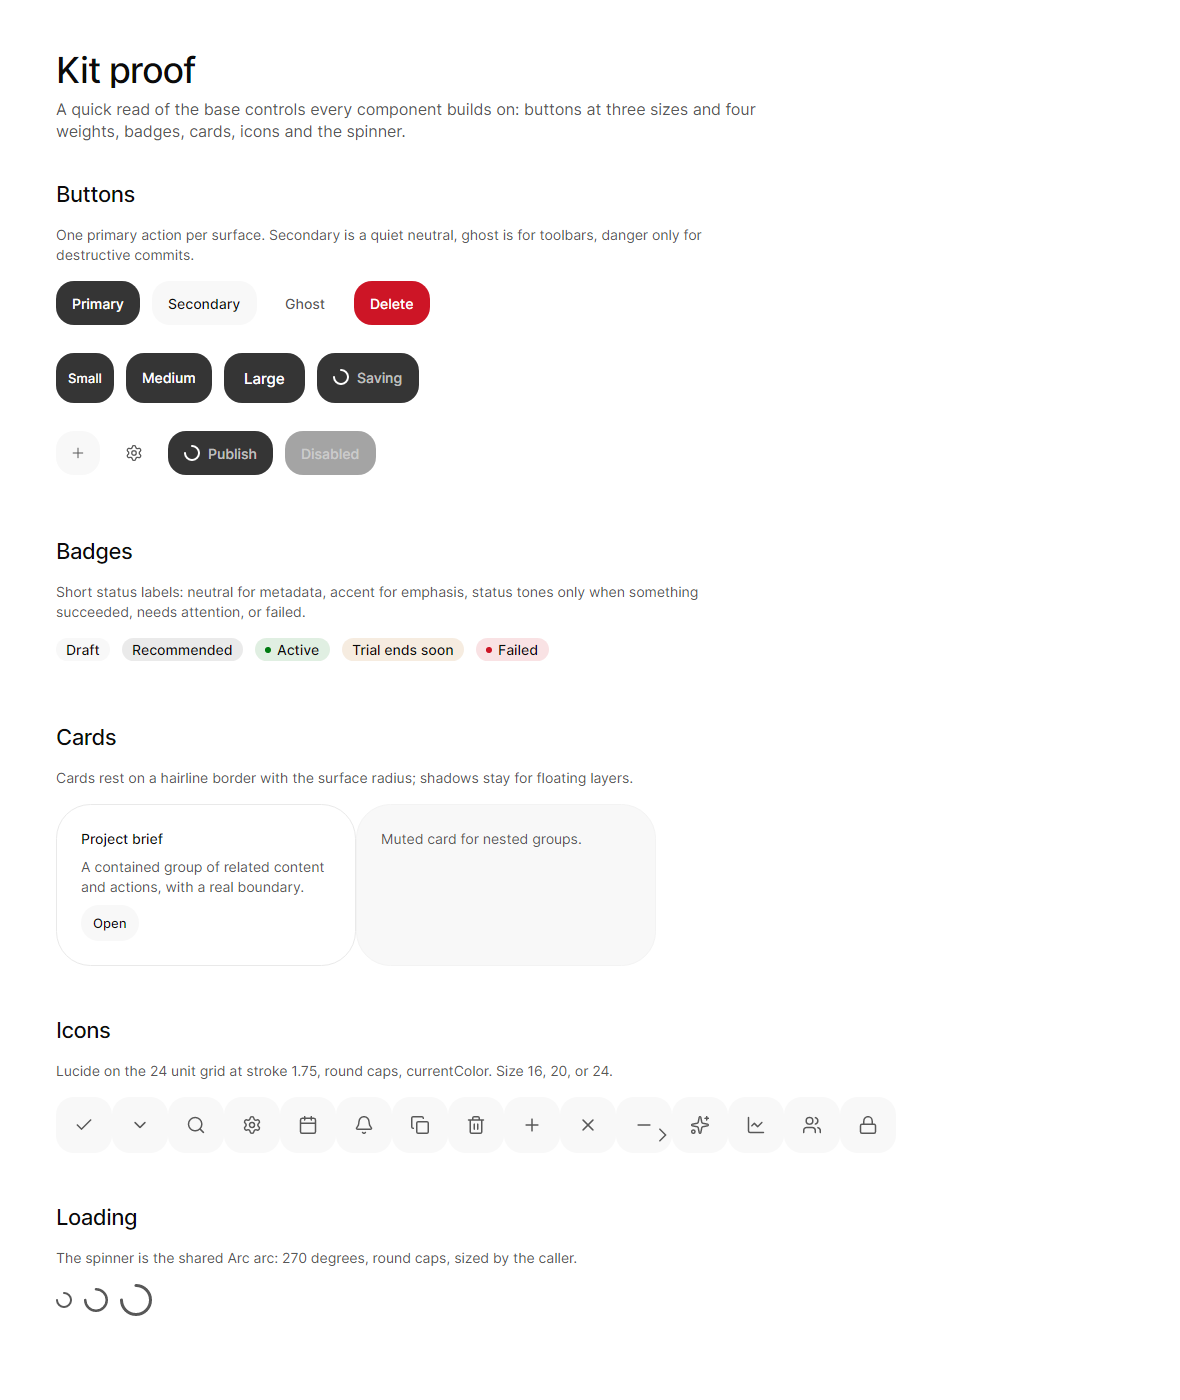 Kit proof
A quick read of the base controls every component builds on: buttons at three sizes and four
weights, badges, cards, icons and the spinner.
Buttons
One primary action per surface. Secondary is a quiet neutral, ghost is for toolbars, danger only for
destructive commits.
Primary Secondary Ghost Delete
Small Medium Large Saving
Publish Disabled
Badges
Short status labels: neutral for metadata, accent for emphasis, status tones only when something
succeeded, needs attention, or failed.
Draft Recommended Active Trial ends soon Failed
Cards
Cards rest on a hairline border with the surface radius; shadows stay for floating layers.
Project brief
A contained group of related content
and actions, with a real boundary.
Open
Muted card for nested groups.
Icons
Lucide on the 24 unit grid at stroke 1.75, round caps, currentColor. Size 16, 20, or 24.
Loading
The spinner is the shared Arc arc: 270 degrees, round caps, sized by the caller.